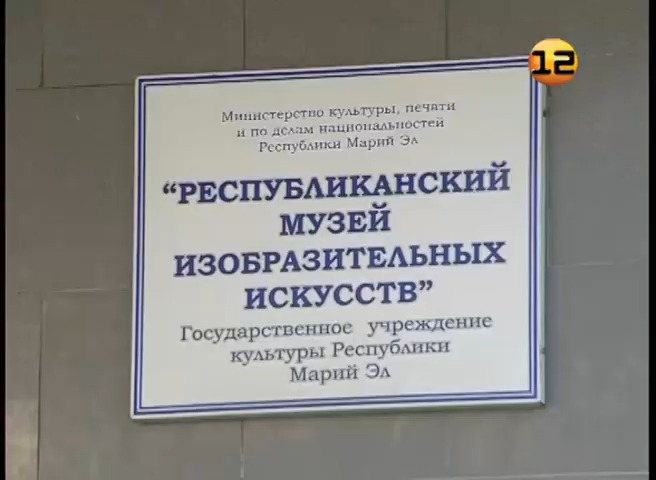 12
Министерство культуры, печати
и по делам национальностей
Республики Марий Эл
"РЕСПУБЛИКАНСКИЙ
МУЗЕЙ
ИЗОБРАЗИТЕЛЬНЫХ
ИСКУССТВ"
Государственное учреждение
культуры Республики
Марий Эл